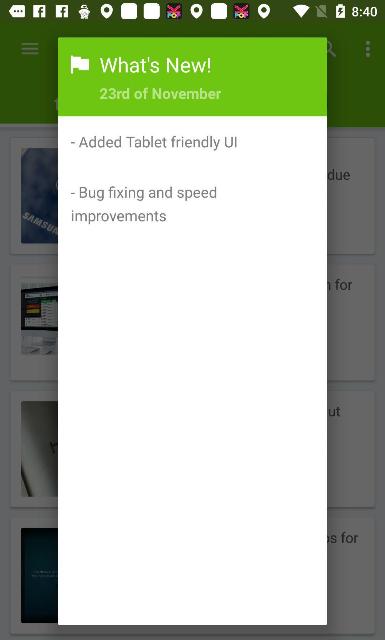 8:40
What's New!
23rd of November
- Added Tablet friendly UI
- Bug fixing and speed
improvements
due
SAMSUNG
for
ut
s for